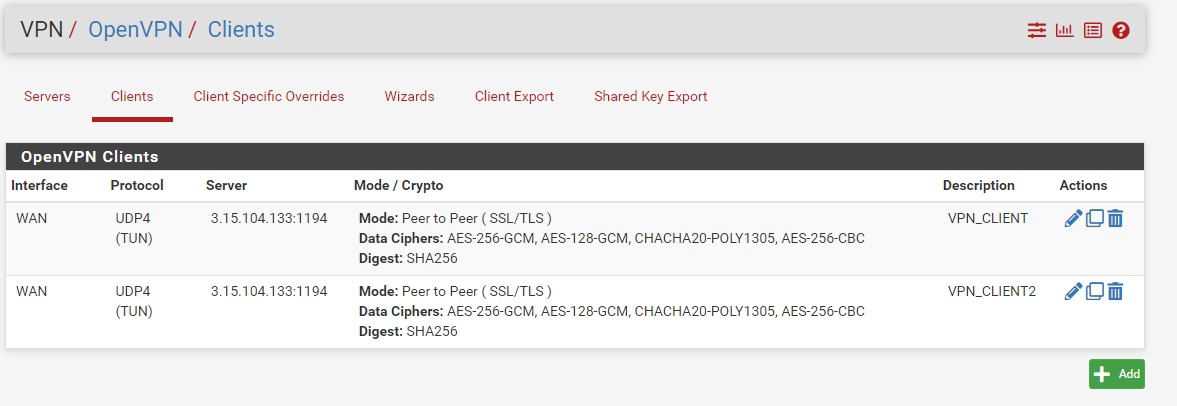 VPN / OpenVPN / Clients
Servers Clients Client Specific Overrides Wizards Client Export Shared Key Export
OpenVPN Clients
Interface Protocol Server Mode / Crypto Description Actions
WAN UDP4 (TUN) 3.15.104.133:1194 Mode: Peer to Peer ( SSL/TLS ) VPN_CLIENT
Data Ciphers: AES-256-GCM, AES-128-GCM, CHACHA20-POLY1305, AES-256-CBC
Digest: SHA256
WAN UDP4 (TUN) 3.15.104.133:1194 Mode: Peer to Peer ( SSL/TLS ) VPN_CLIENT2
Data Ciphers: AES-256-GCM, AES-128-GCM, CHACHA20-POLY1305, AES-256-CBC
Digest: SHA256
Add